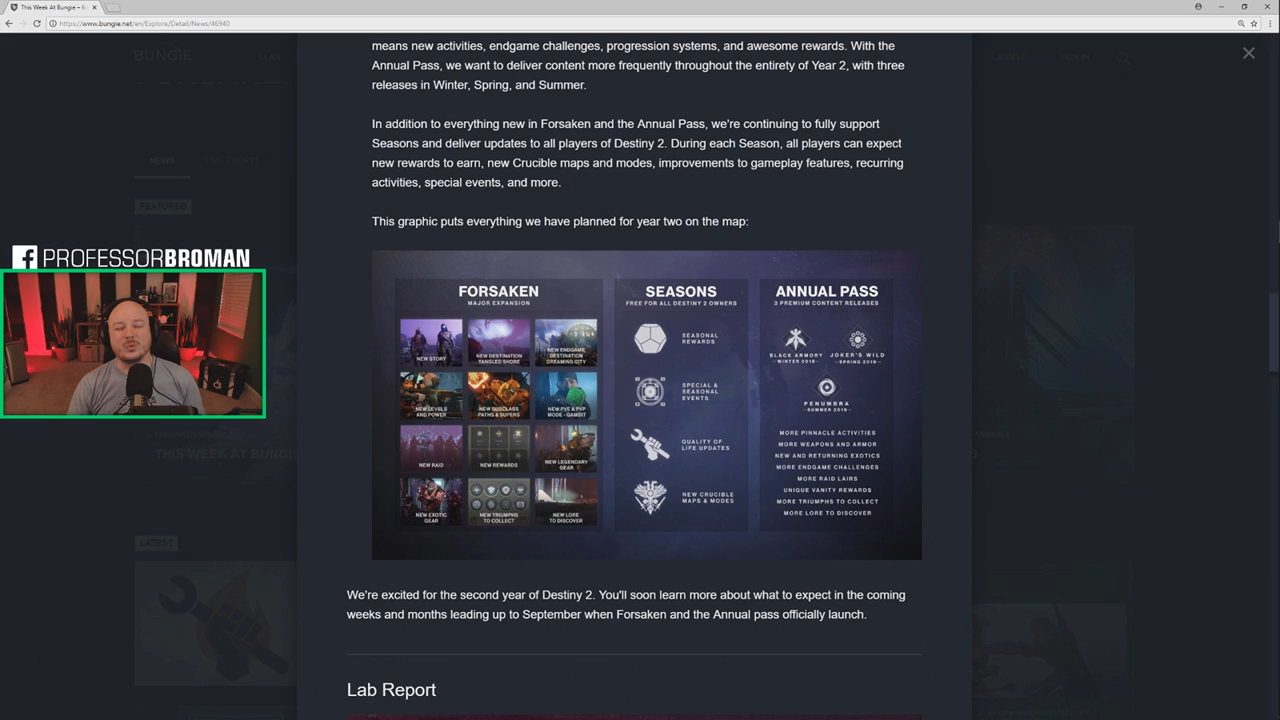 This Week At Bungie – 6/
https://www.bungie.net/en/Explore/Detail/News/46940
BUNGIE
means new activities, endgame challenges, progression systems, and awesome rewards. With the
Annual Pass, we want to deliver content more frequently throughout the entirety of Year 2, with three
releases in Winter, Spring, and Summer.
In addition to everything new in Forsaken and the Annual Pass, we're continuing to fully support
Seasons and deliver updates to all players of Destiny 2. During each Season, all players can expect
new rewards to earn, new Crucible maps and modes, improvements to gameplay features, recurring
activities, special events, and more.
This graphic puts everything we have planned for year two on the map:
NEWS
FEATURED
PROFESSORBROMAN
FORSAKEN
MAJOR EXPANSION
NEW STORY
NEW DESTINATION
TANGLED SHORE
NEW ENDGAME
DESTINATION
DREAMING CITY
NEW LEVELS
AND POWER
NEW SUBCLASS
PATHS & SUPERS
NEW PVE & PVP
MODE - GAMBIT
NEW RAID
NEW REWARDS
NEW LEGENDARY
GEAR
NEW EXOTIC
GEAR
NEW TRIUMPHS
TO COLLECT
NEW LORE
TO DISCOVER
SEASONS
FREE FOR ALL DESTINY 2 OWNERS
SEASONAL
REWARDS
SPECIAL &
SEASONAL
EVENTS
QUALITY OF
LIFE UPDATES
NEW CRUCIBLE
MAPS & MODES
ANNUAL PASS
3 PREMIUM CONTENT RELEASES
BLACK ARMORY
WINTER 2018
JOKER'S WILD
SPRING 2019
PENUMBRA
SUMMER 2019
MORE PINNACLE ACTIVITIES
MORE WEAPONS AND ARMOR
NEW AND RETURNING EXOTICS
MORE ENDGAME CHALLENGES
MORE RAID LAIRS
UNIQUE VANITY REWARDS
MORE TRIUMPHS TO COLLECT
MORE LORE TO DISCOVER
THIS WEEK AT BUNGIE
LATEST
We're excited for the second year of Destiny 2. You'll soon learn more about what to expect in the coming
weeks and months leading up to September when Forsaken and the Annual pass officially launch.
Lab Report